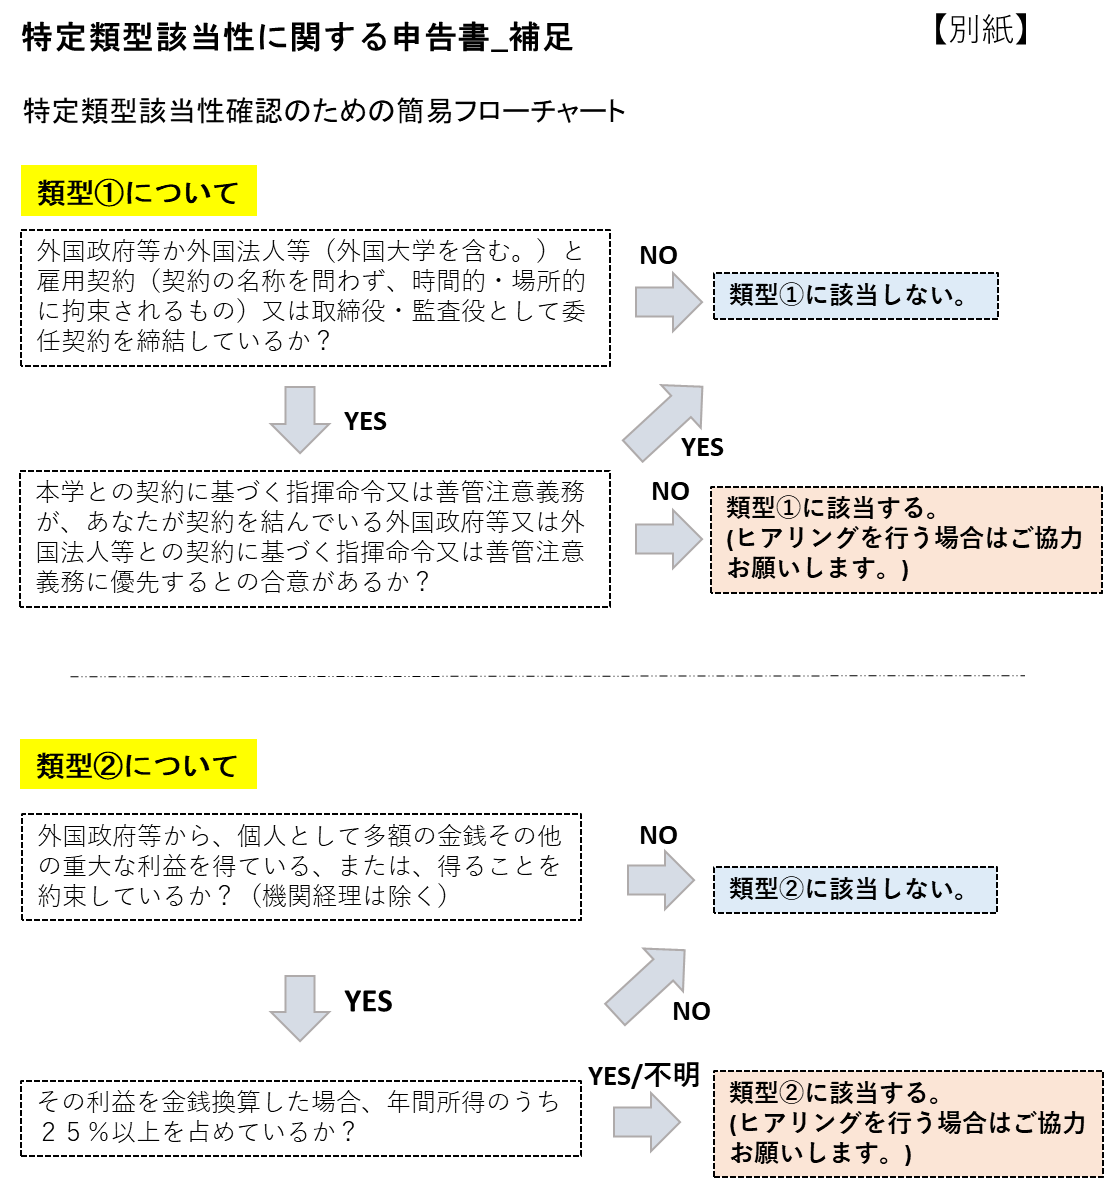 特定類型該当性に関する申告書_補足
【別紙】
特定類型該当性確認のための簡易フローチャート
類型①について
外国政府等か外国法人等（外国大学を含む。）と
雇用契約（契約の名称を問わず、時間的・場所的
に拘束されるもの）又は取締役・監査役として委
任契約を締結しているか？
NO
類型①に該当しない。
YES
YES
本学との契約に基づく指揮命令又は善管注意義務
が、あなたが契約を結んでいる外国政府等又は外
国法人等との契約に基づく指揮命令又は善管注意
義務に優先するとの合意があるか？
NO
類型①に該当する。
(ヒアリングを行う場合はご協力
お願いします。)
類型②について
外国政府等から、個人として多額の金銭その他
の重大な利益を得ている、または、得ることを
約束しているか？（機関経理は除く）
NO
類型②に該当しない。
YES
NO
その利益を金銭換算した場合、年間所得のうち
２５％以上を占めているか？
YES/不明
類型②に該当する。
(ヒアリングを行う場合はご協力
お願いします。)